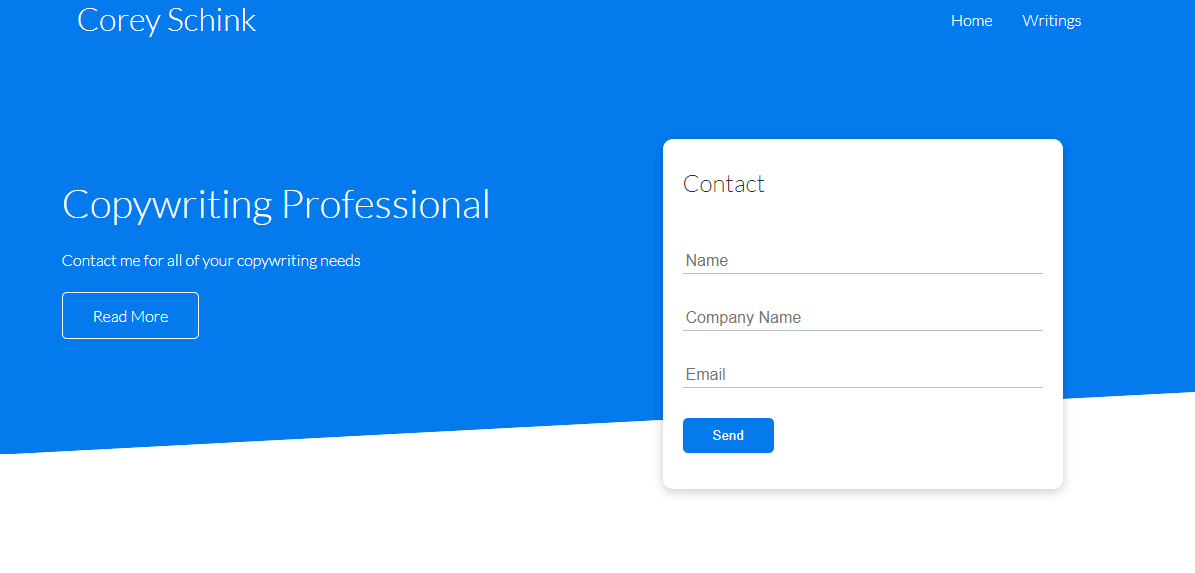 Corey Schink
Home
Writings
Copywriting Professional
Contact me for all of your copywriting needs
Read More
Contact
Name
Company Name
Email
Send